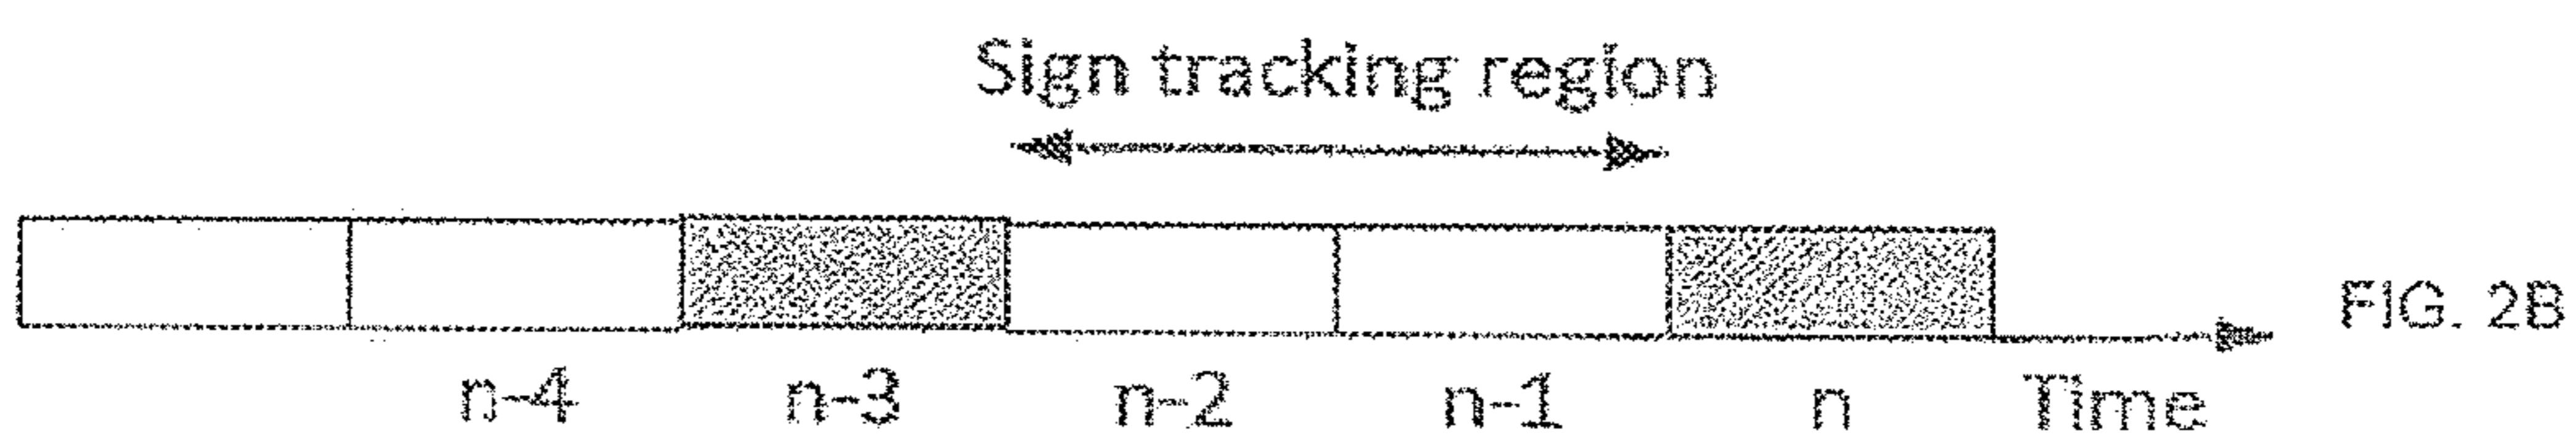 Sign tracking region
FIG. 2B
n-4 n-3 n-2 n-1 n Time